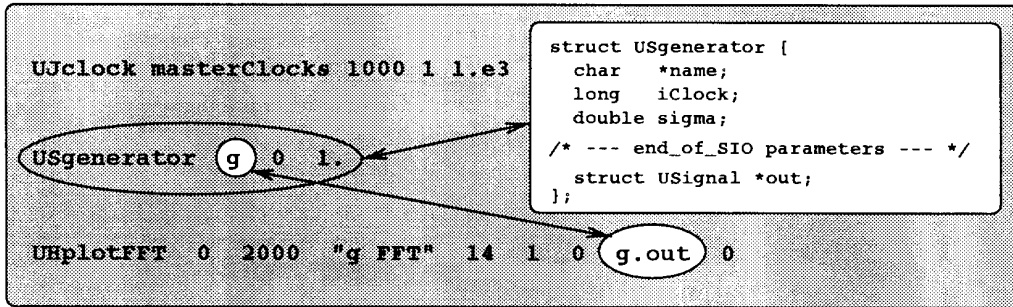 UJclock masterClocks 1000 1 1.e3
USgenerator g 0 1.
struct USgenerator {
char *name;
long iClock;
double sigma;
/* --- end_of_SIO parameters --- */
struct USignal *out;
};
UHplotFFT 0 2000 "g FFT" 14 1 0 g.out 0